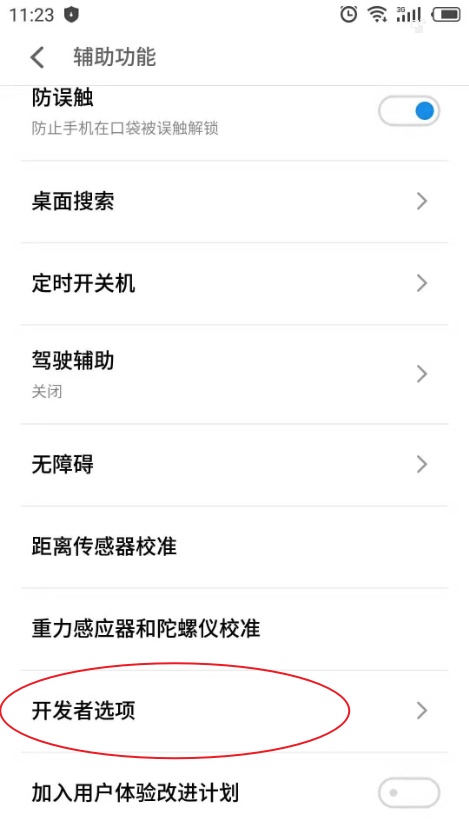 11:23
3G
辅助功能
防误触
防止手机在口袋被误触解锁
桌面搜索
定时开关机
驾驶辅助
关闭
无障碍
距离传感器校准
重力感应器和陀螺仪校准
开发者选项
加入用户体验改进计划